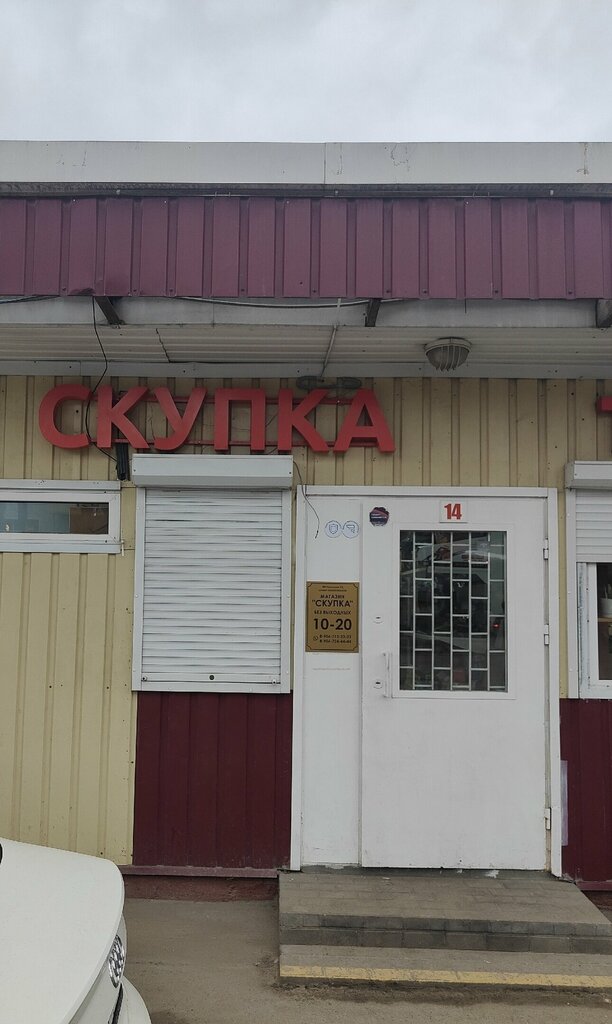 СКУПКА
14
МАГАЗИН
"СКУПКА"
БЕЗ ВЫХОДНЫХ
10-20